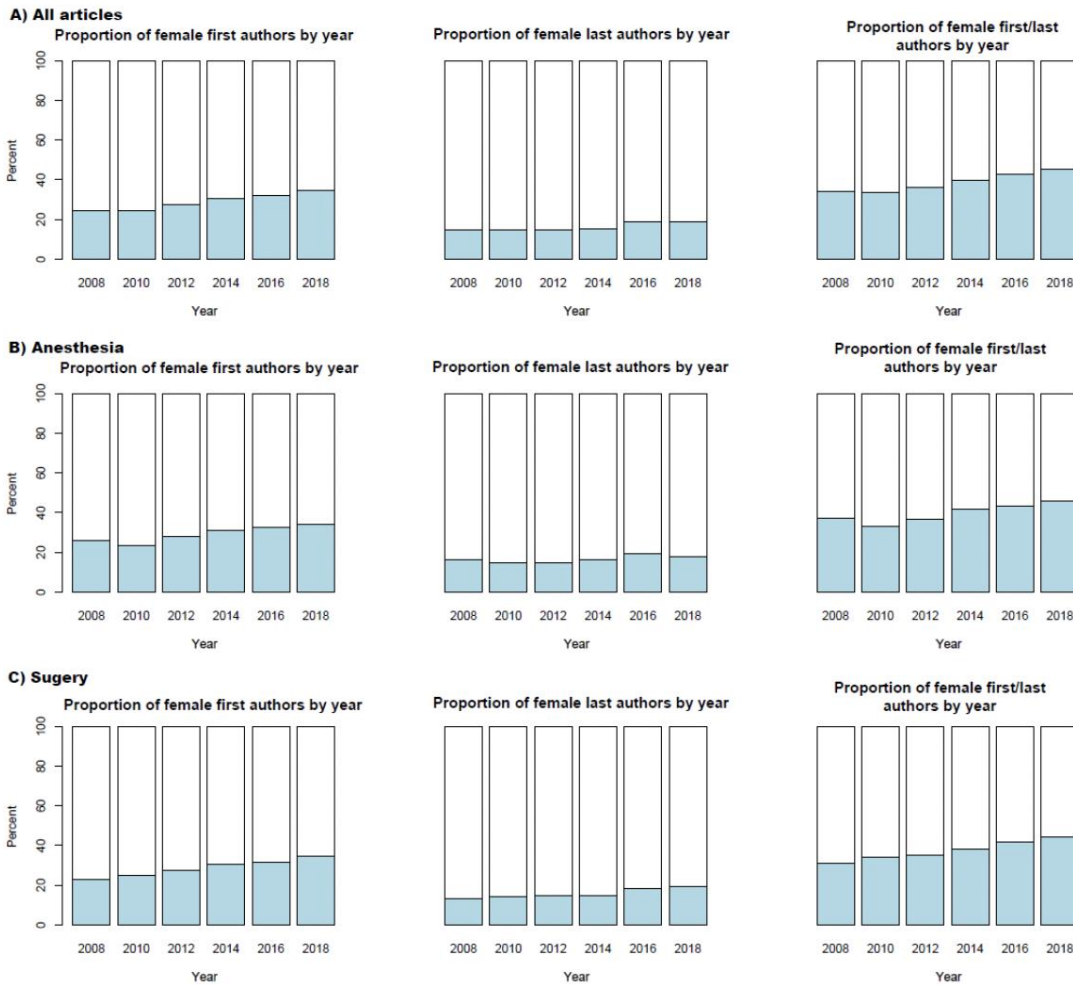 A) All articles
Proportion of female first authors by year
Proportion of female last authors by year
Proportion of female first/last
authors by year
Percent
100
80
60
40
20
0
2008 2010 2012 2014 2016 2018
2008 2010 2012 2014 2016 2018
2008 2010 2012 2014 2016 2018
Year
Year
Year
B) Anesthesia
Proportion of female first authors by year
Proportion of female last authors by year
Proportion of female first/last
authors by year
Percent
100
80
60
40
20
0
2008 2010 2012 2014 2016 2018
2008 2010 2012 2014 2016 2018
2008 2010 2012 2014 2016 2018
Year
Year
Year
C) Sugery
Proportion of female first authors by year
Proportion of female last authors by year
Proportion of female first/last
authors by year
Percent
100
80
60
40
20
0
2008 2010 2012 2014 2016 2018
2008 2010 2012 2014 2016 2018
2008 2010 2012 2014 2016 2018
Year
Year
Year